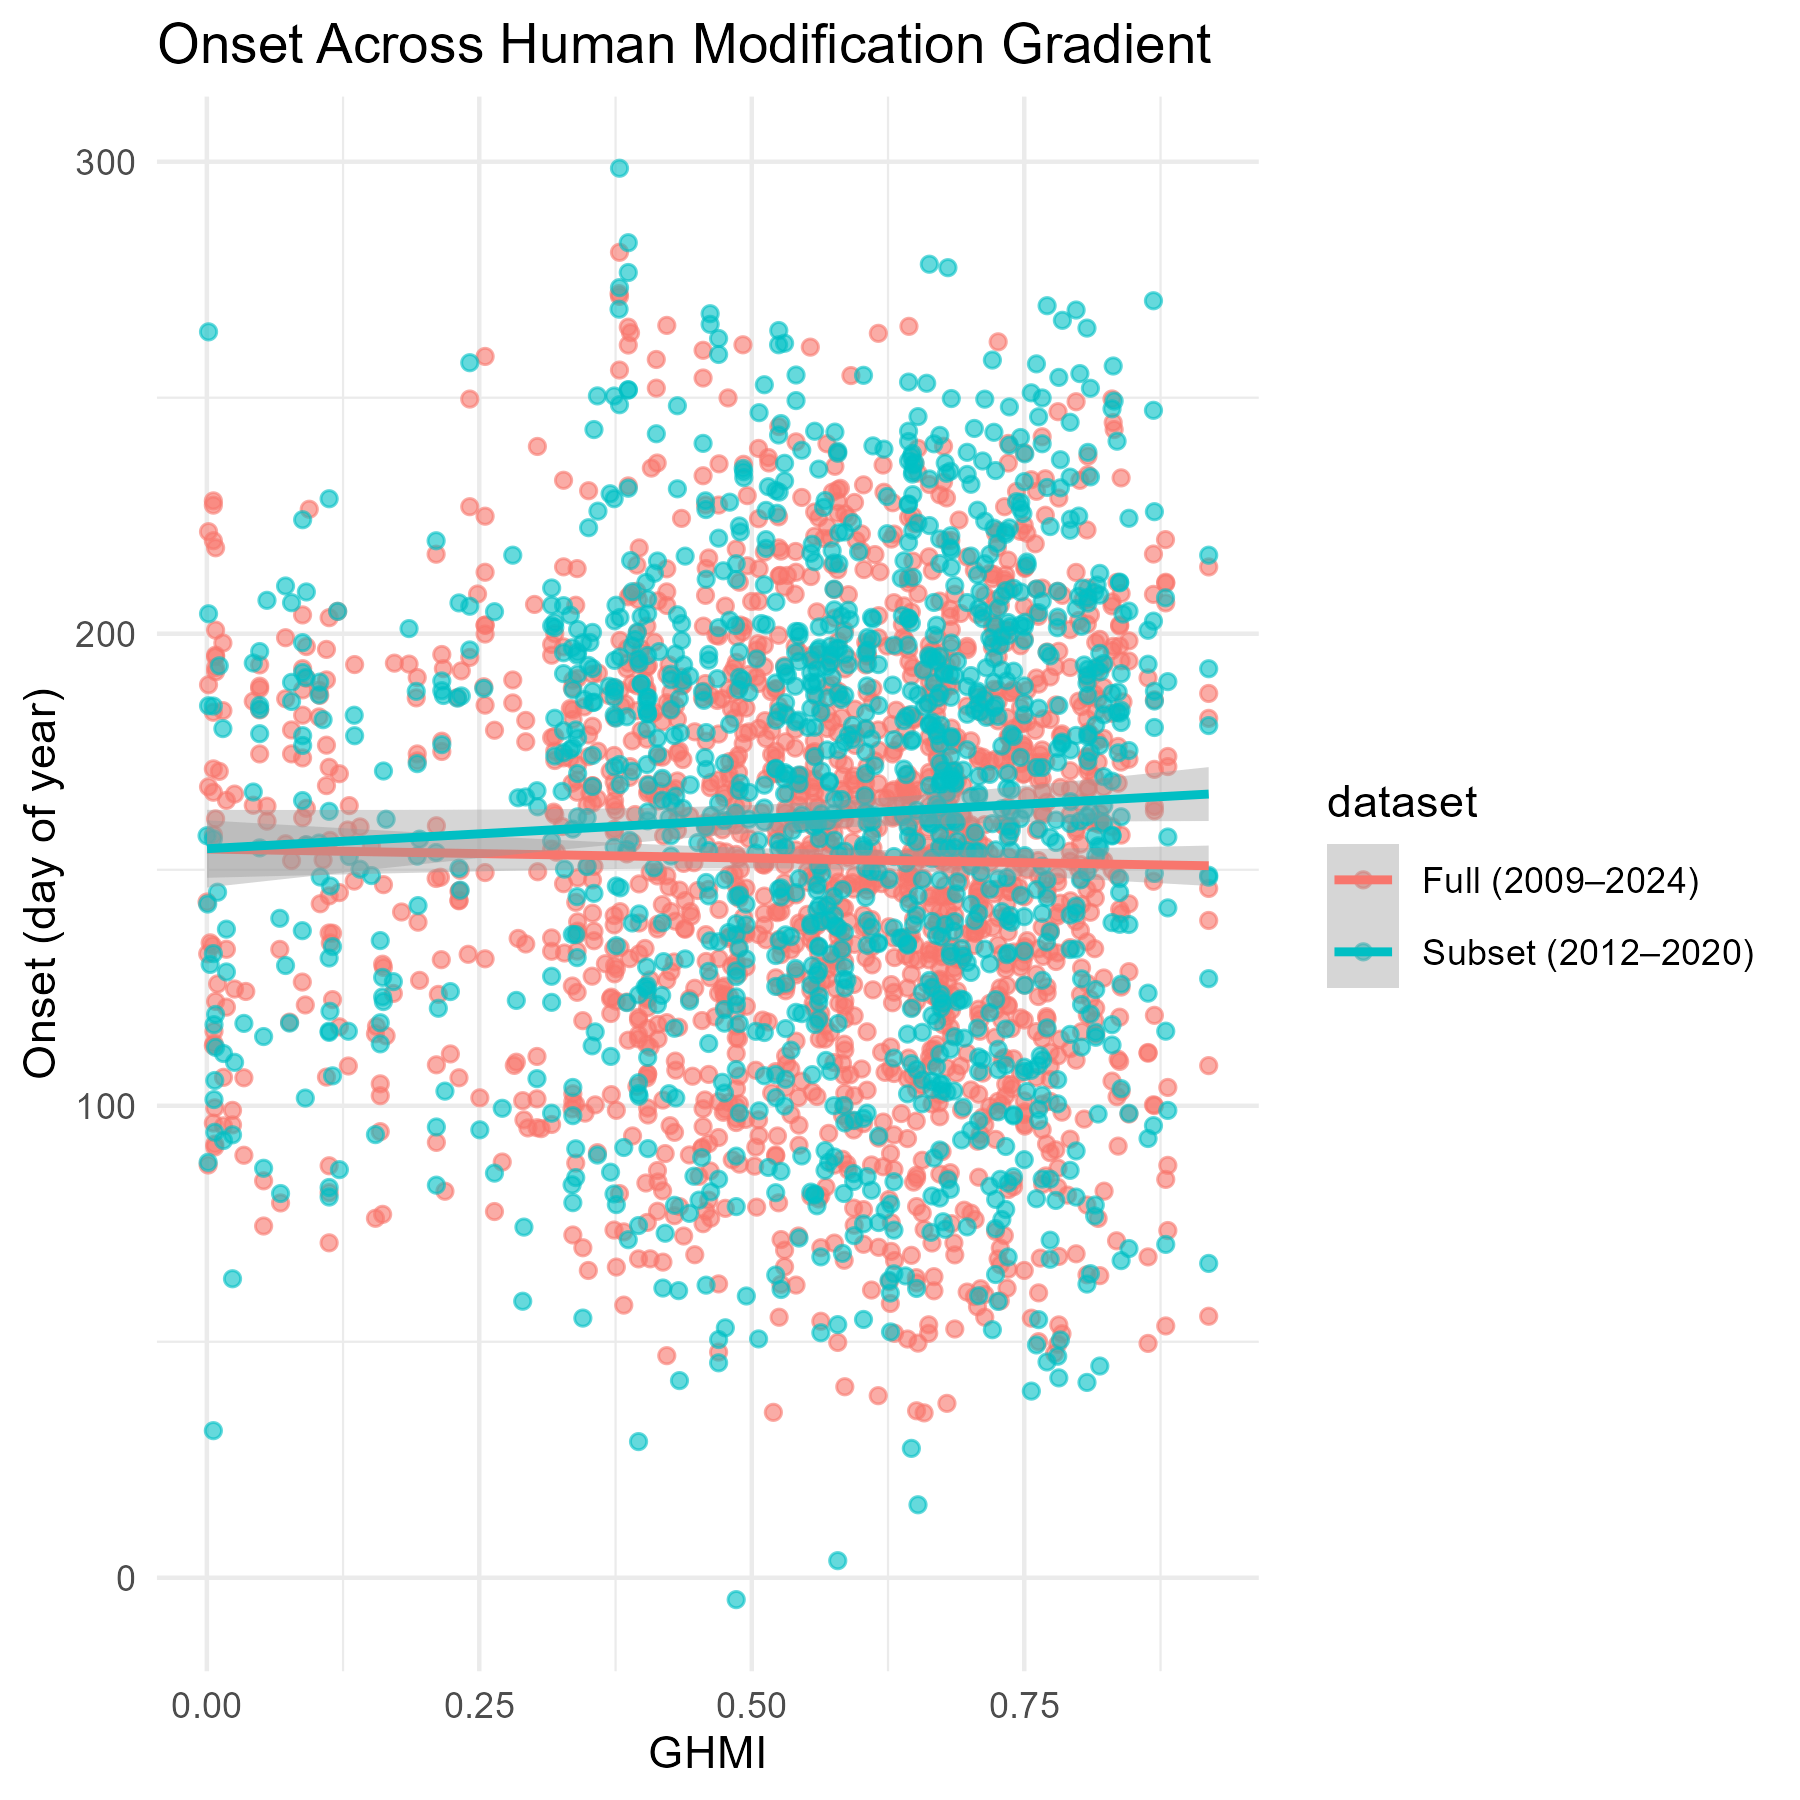 Onset Across Human Modification Gradient
Onset (day of year)
300
200
100
0
0.00
0.25
0.50
0.75
GHMI
dataset
Full (2009–2024)
Subset (2012–2020)